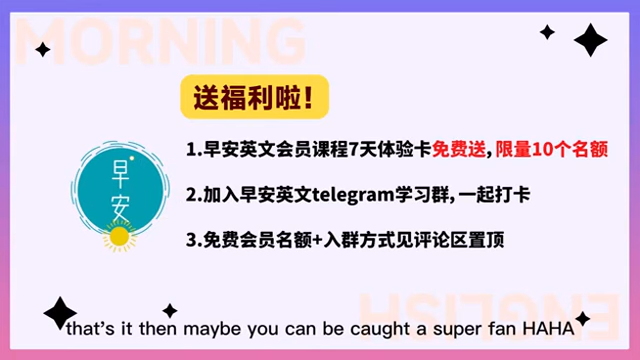 MORNING
送福利啦!
1.早安英文会员课程7天体验卡免费送,限量10个名额
早安
2.加入早安英文telegram学习群,一起打卡
3.免费会员名额+入群方式见评论区置顶
ENGLISH
that's it then maybe you can be caught a super fan HAHA